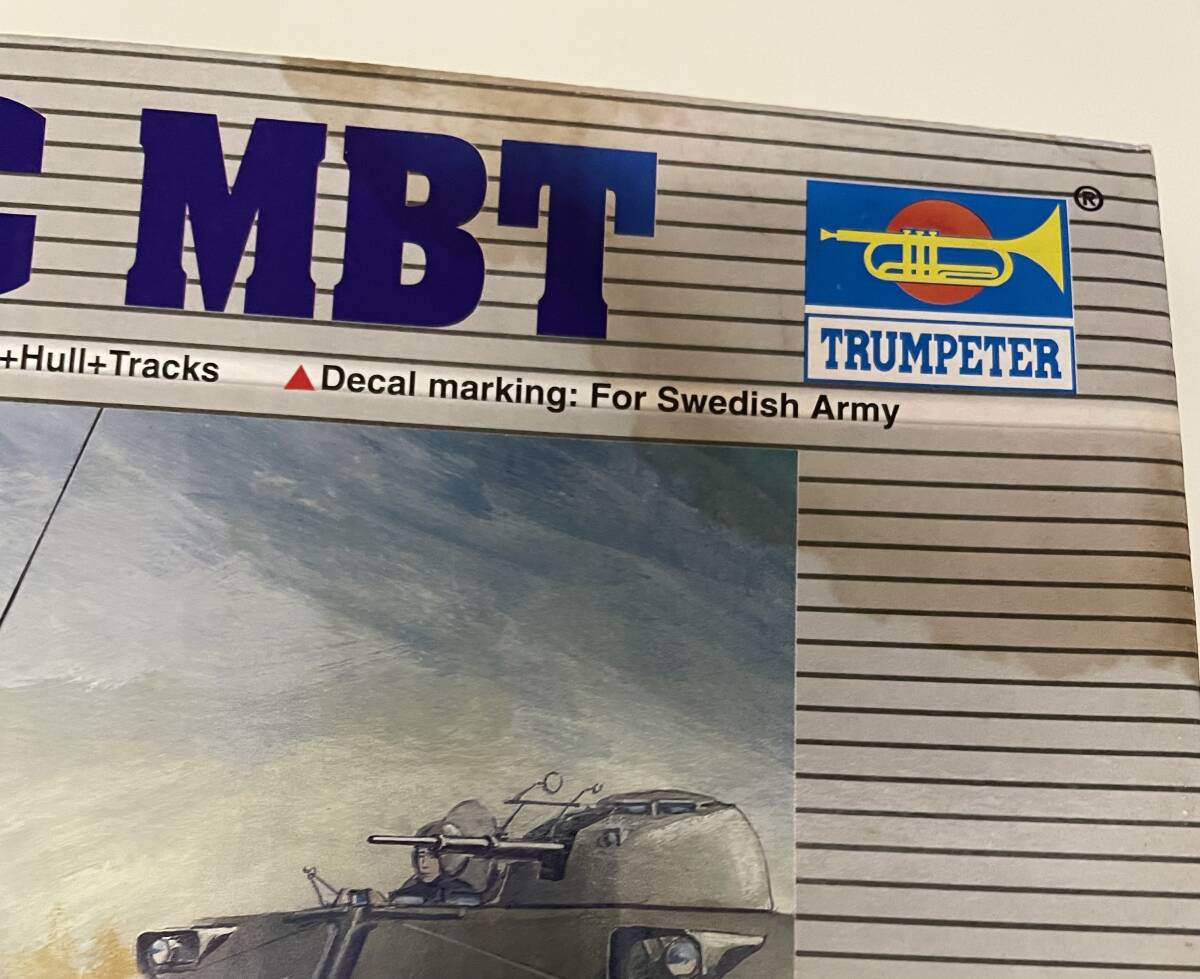 C MBT
®
TRUMPETER
+Hull+Tracks ▲Decal marking: For Swedish Army